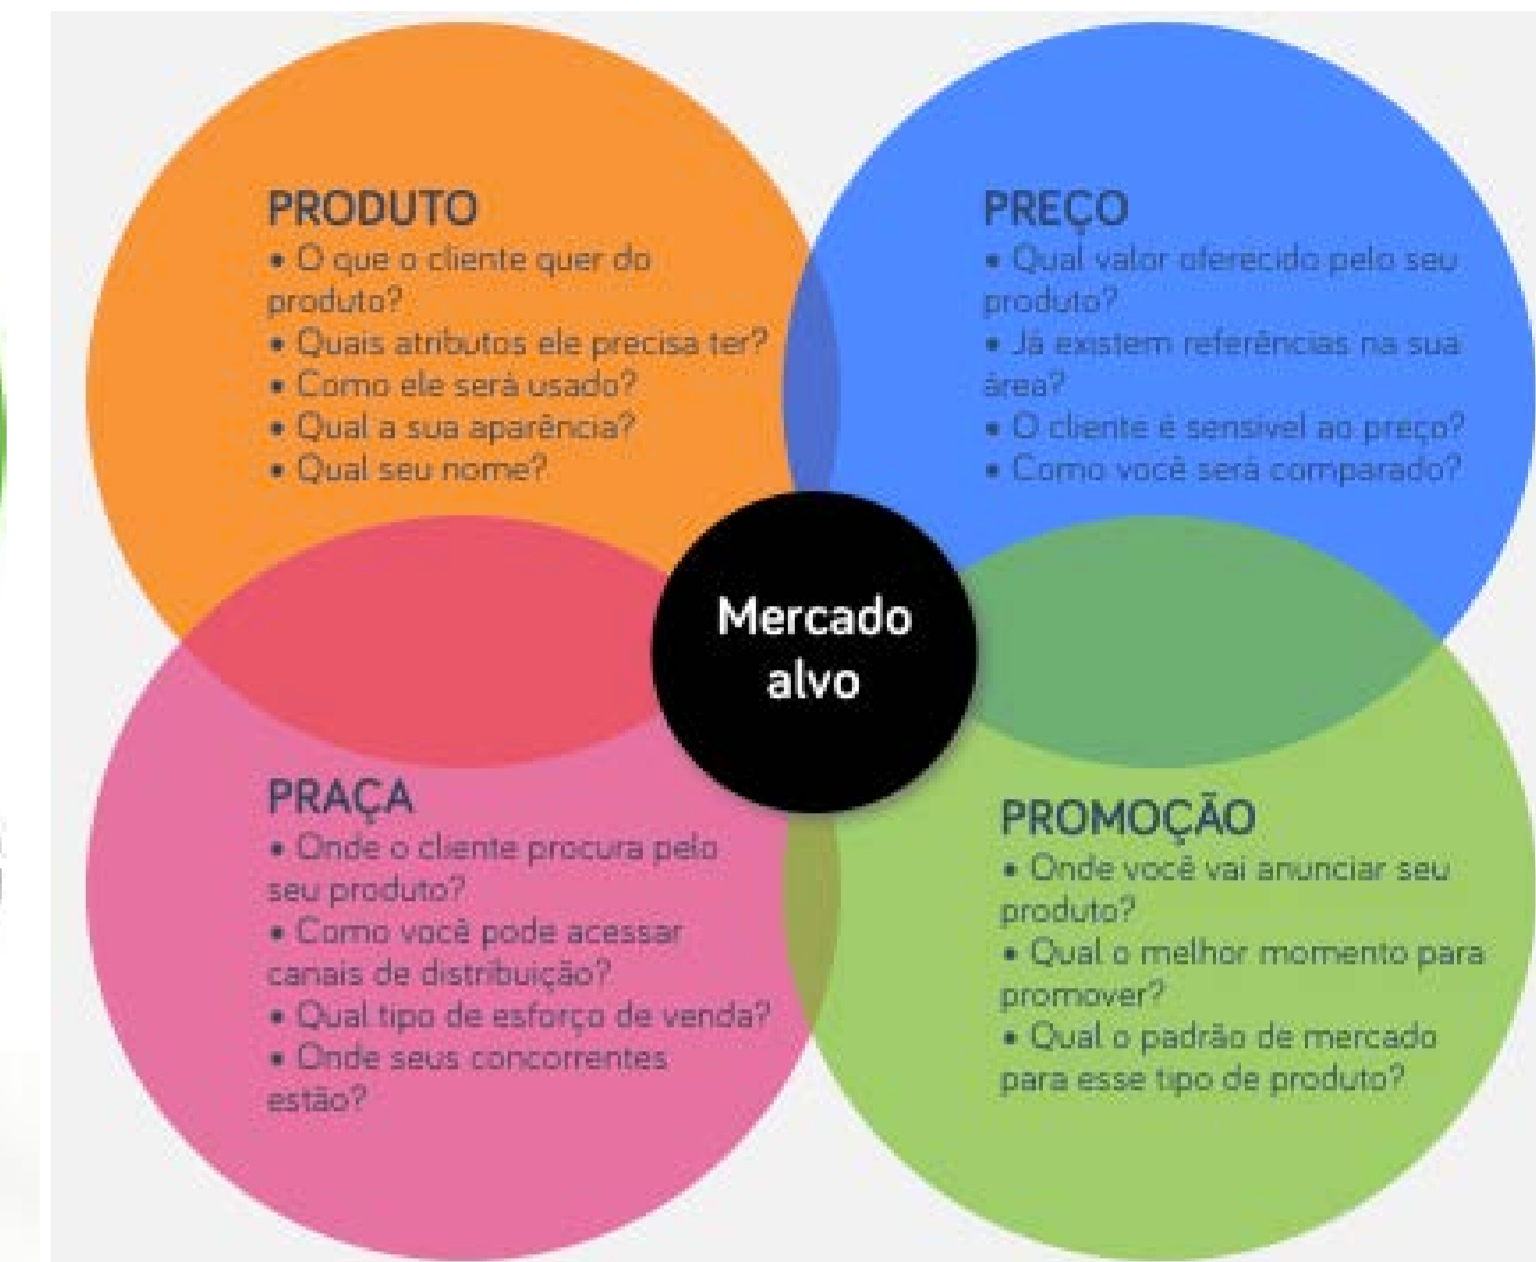 PRODUTO
• O que o cliente quer do
produto?
• Quais atributos ele precisa ter?
• Como ele será usado?
• Qual a sua aparência?
• Qual seu nome?
PREÇO
• Qual valor oferecido pelo seu
produto?
• Já existem referências na sua
área?
• O cliente é sensível ao preço?
• Como você será comparado?
Mercado
alvo
PRAÇA
• Onde o cliente procura pelo
seu produto?
• Como você pode acessar
canais de distribuição?
• Qual tipo de esforço de venda?
• Onde seus concorrentes
estão?
PROMOÇÃO
• Onde você vai anunciar seu
produto?
• Qual o melhor momento para
promover?
• Qual o padrão de mercado
para esse tipo de produto?